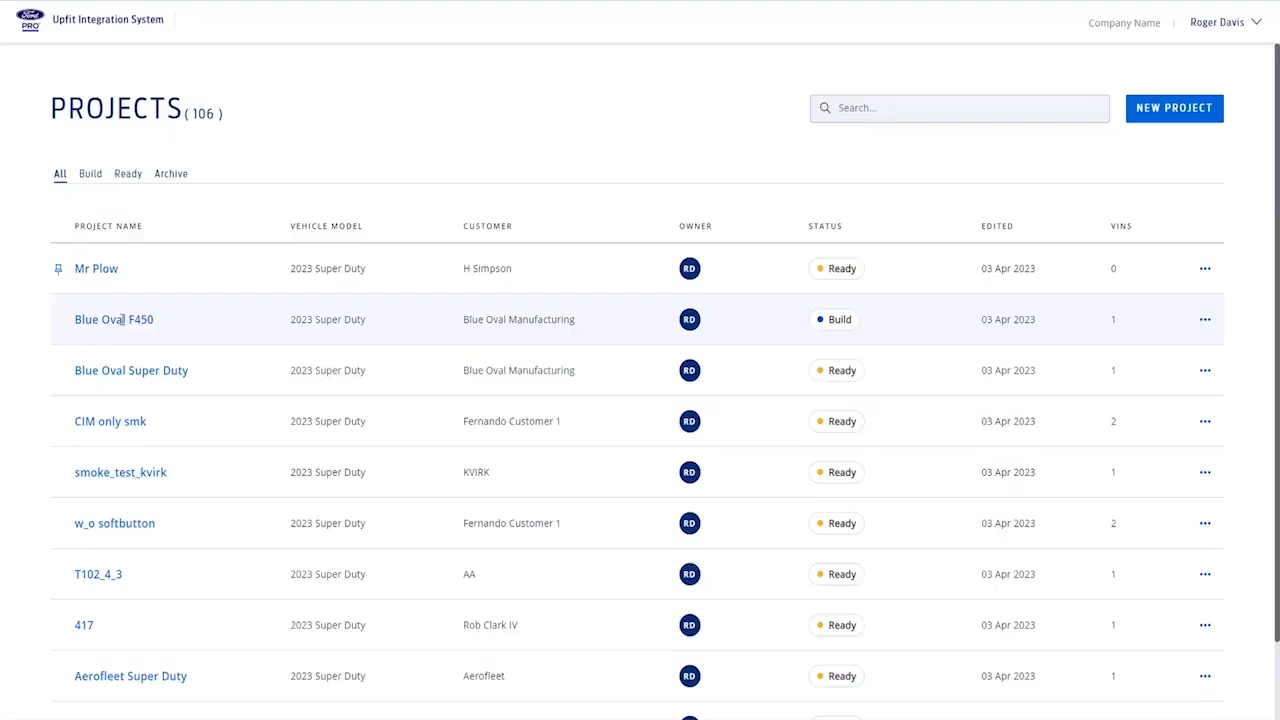 Ford
PRO
Upfit Integration System
Company Name
Roger Davis
PROJECTS ( 106 )
Search...
NEW PROJECT
All Build Ready Archive
PROJECT NAME VEHICLE MODEL CUSTOMER OWNER STATUS EDITED VINS
Mr Plow 2023 Super Duty H Simpson RD Ready 03 Apr 2023 0
Blue Oval F450 2023 Super Duty Blue Oval Manufacturing RD Build 03 Apr 2023 1
Blue Oval Super Duty 2023 Super Duty Blue Oval Manufacturing RD Ready 03 Apr 2023 1
CIM only smk 2023 Super Duty Fernando Customer 1 RD Ready 03 Apr 2023 2
smoke_test_kvirk 2023 Super Duty KVIRK RD Ready 03 Apr 2023 1
w_o softbutton 2023 Super Duty Fernando Customer 1 RD Ready 03 Apr 2023 2
T102_4_3 2023 Super Duty AA RD Ready 03 Apr 2023 1
417 2023 Super Duty Rob Clark IV RD Ready 03 Apr 2023 1
Aerofleet Super Duty 2023 Super Duty Aerofleet RD Ready 03 Apr 2023 1